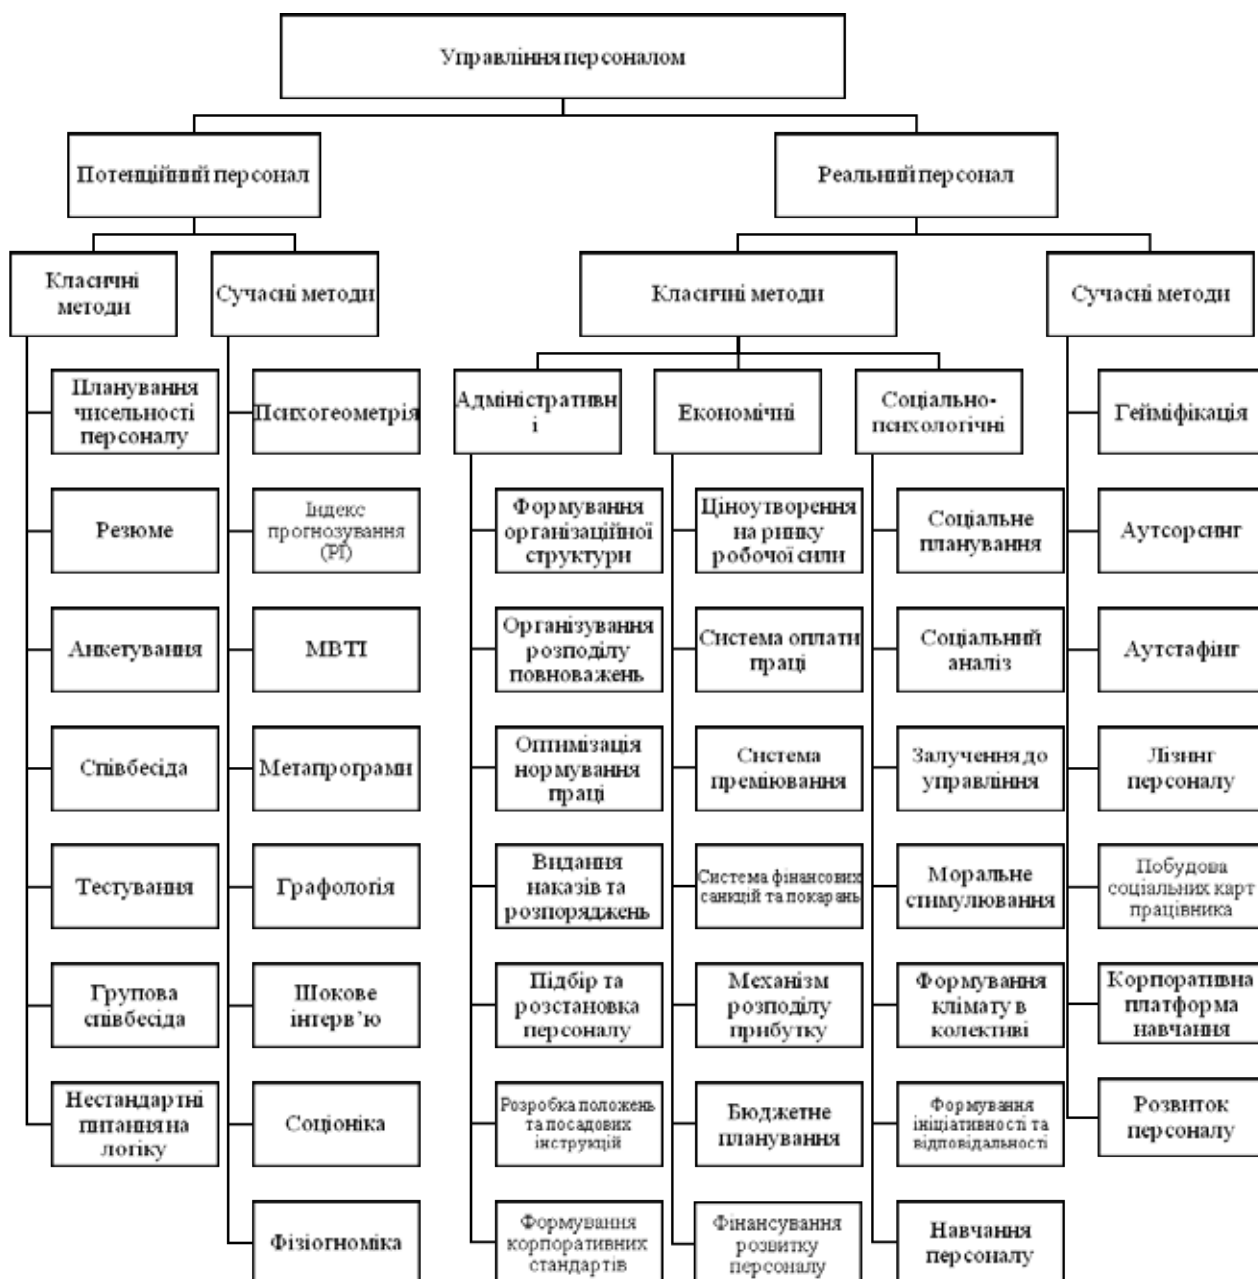 Управління персоналом
Потенційний персонал
Реальний персонал
Класичні
методи
Сучасні методи
Класичні методи
Сучасні методи
Планування
чисельності
персоналу
Резюме
Анкетування
Співбесіда
Тестування
Групова
співбесіда
Нестандартні
питання на
логіку
Психогеометрія
Індекс
прогнозування
(PI)
MBTI
Метапрограми
Графологія
Шокове
інтерв’ю
Соціоніка
Фізіогноміка
Адміністративн
і
Формування
організаційної
структури
Організування
розподілу
повноважень
Оптимізація
нормування
праці
Видання
наказів та
розпоряджень
Підбір та
розстановка
персоналу
Розробка положень
та посадових
інструкцій
Формування
корпоративних
стандартів
Економічні
Ціноутворення
на ринку
робочої сили
Система оплати
праці
Система
преміювання
Система фінансових
санкцій та покарань
Механізм
розподілу
прибутку
Бюджетне
планування
Фінансування
розвитку
персоналу
Соціально-
психологічні
Соціальне
планування
Соціальний
аналіз
Залучення до
управління
Моральне
стимулювання
Формування
клімату в
колективі
Формування
ініціативності та
відповідальності
Навчання
персоналу
Гейміфікація
Аутсорсинг
Аутстафінг
Лізинг
персоналу
Побудова
соціальних карт
працівника
Корпоративна
платформа
навчання
Розвиток
персоналу